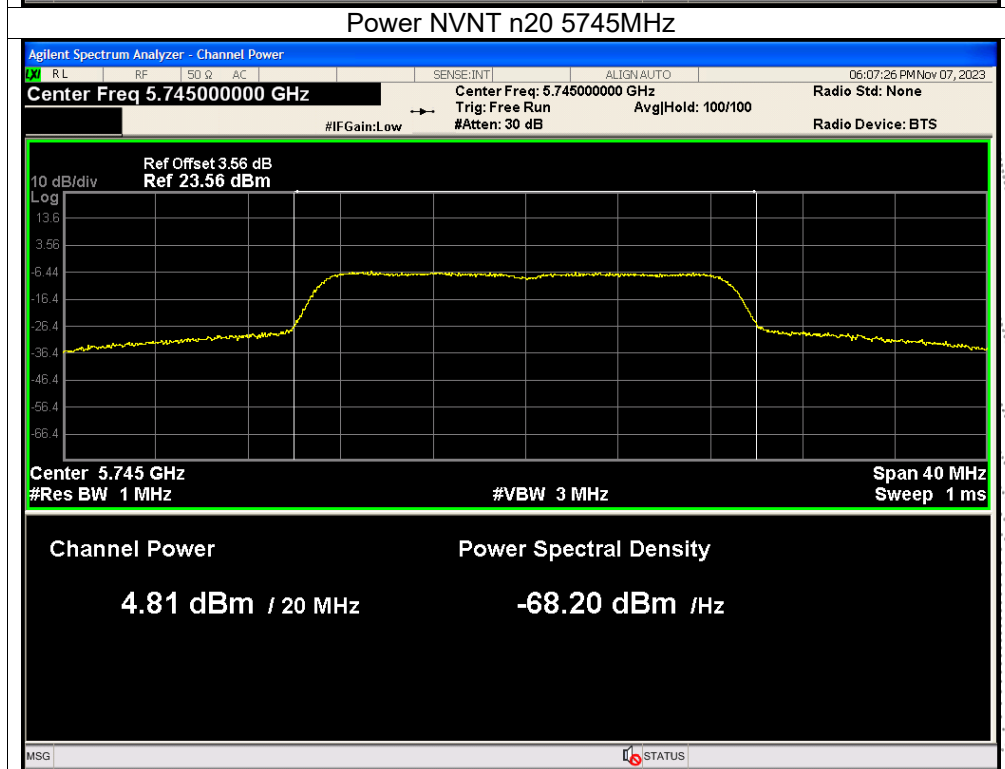 Power NVNT n20 5745MHz
Agilent Spectrum Analyzer - Channel Power
LXI RL RF 50 Ω AC SENSE:INT ALIGN AUTO 06:07:26 PM Nov 07, 2023
Center Freq 5.745000000 GHz Center Freq: 5.745000000 GHz Radio Std: None
Trig: Free Run Avg|Hold: 100/100
#IFGain:Low #Atten: 30 dB Radio Device: BTS
Ref Offset 3.56 dB
10 dB/div Ref 23.56 dBm
Log
13.6
3.56
-6.44
-16.4
-26.4
-36.4
-46.4
-56.4
-66.4
Center 5.745 GHz Span 40 MHz
#Res BW 1 MHz #VBW 3 MHz Sweep 1 ms
Channel Power Power Spectral Density
4.81 dBm / 20 MHz -68.20 dBm /Hz
MSG STATUS